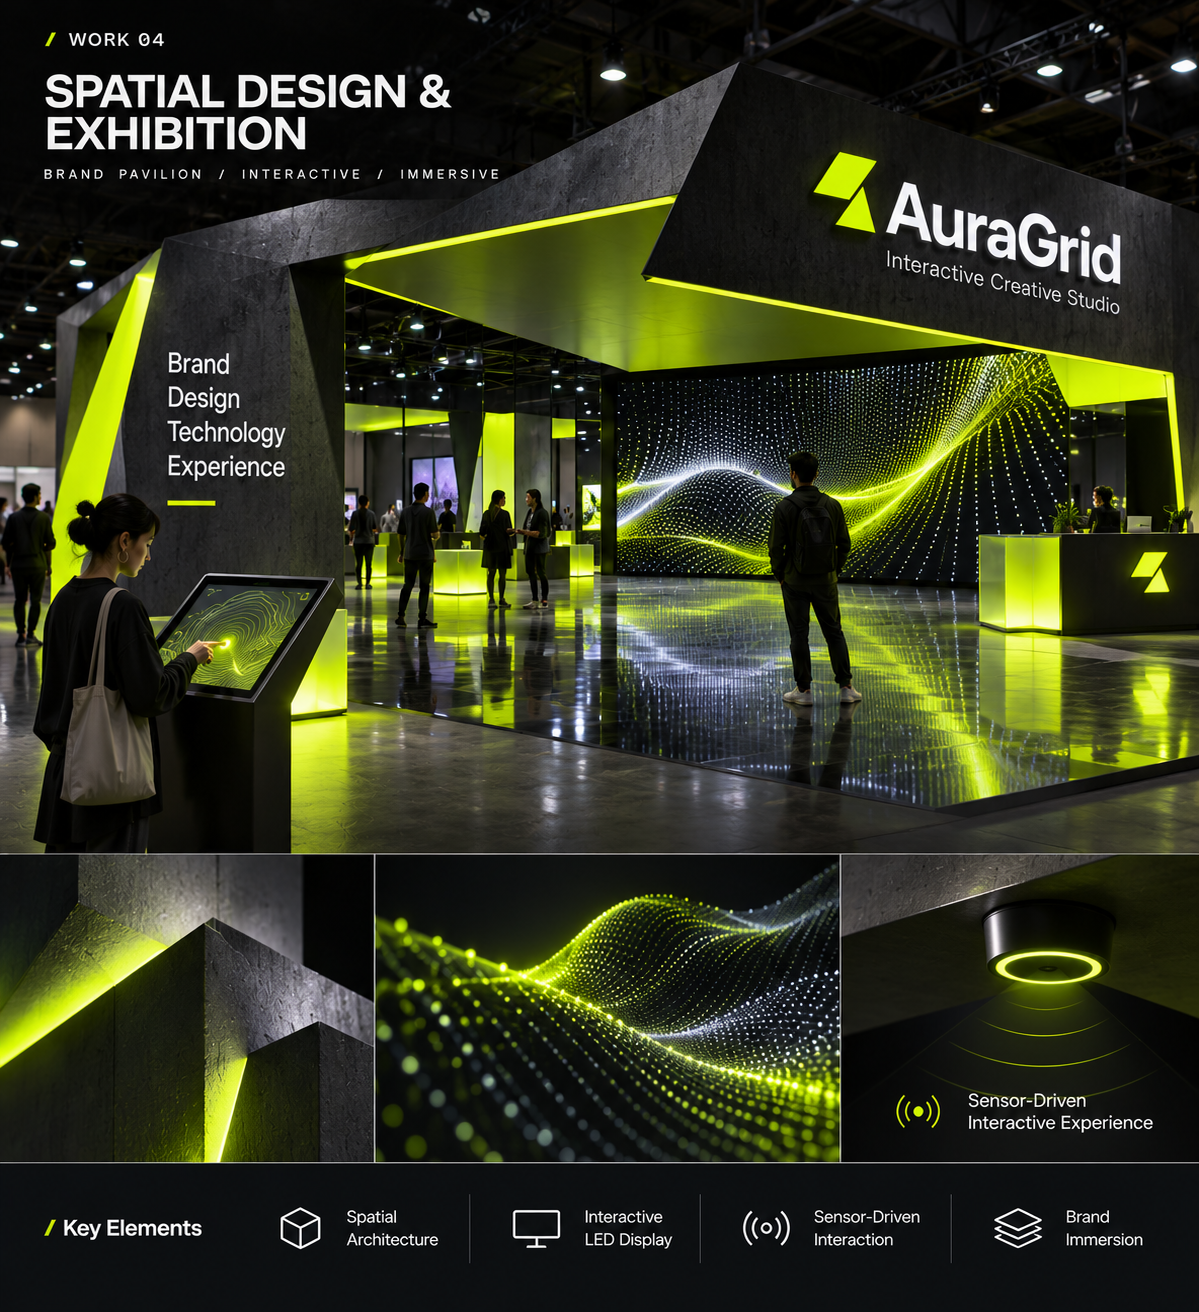 / WORK 04
SPATIAL DESIGN &
EXHIBITION
BRAND PAVILION / INTERACTIVE / IMMERSIVE
AuraGrid
Interactive Creative Studio
Brand
Design
Technology
Experience
Sensor-Driven
Interactive Experience
/ Key Elements
Spatial
Architecture
Interactive
LED Display
Sensor-Driven
Interaction
Brand
Immersion